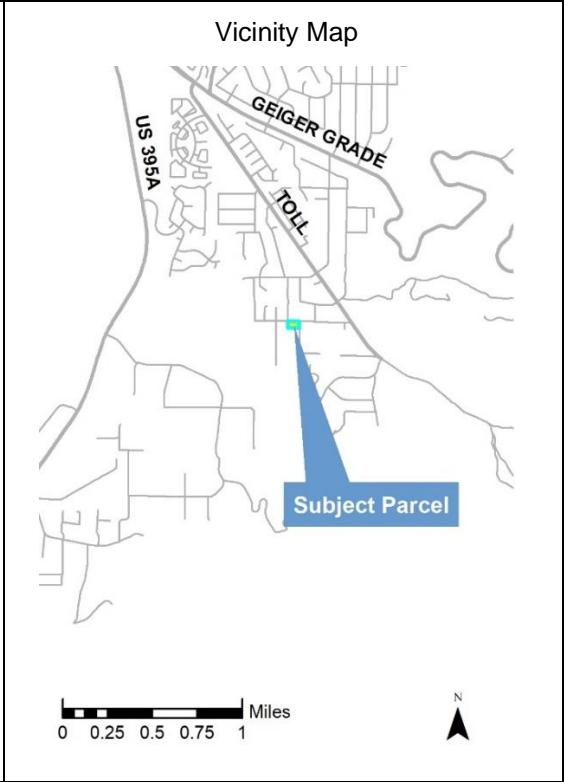 Vicinity Map
US 395A
GEIGER GRADE
TOLL
Subject Parcel
Miles
0 0.25 0.5 0.75 1
N